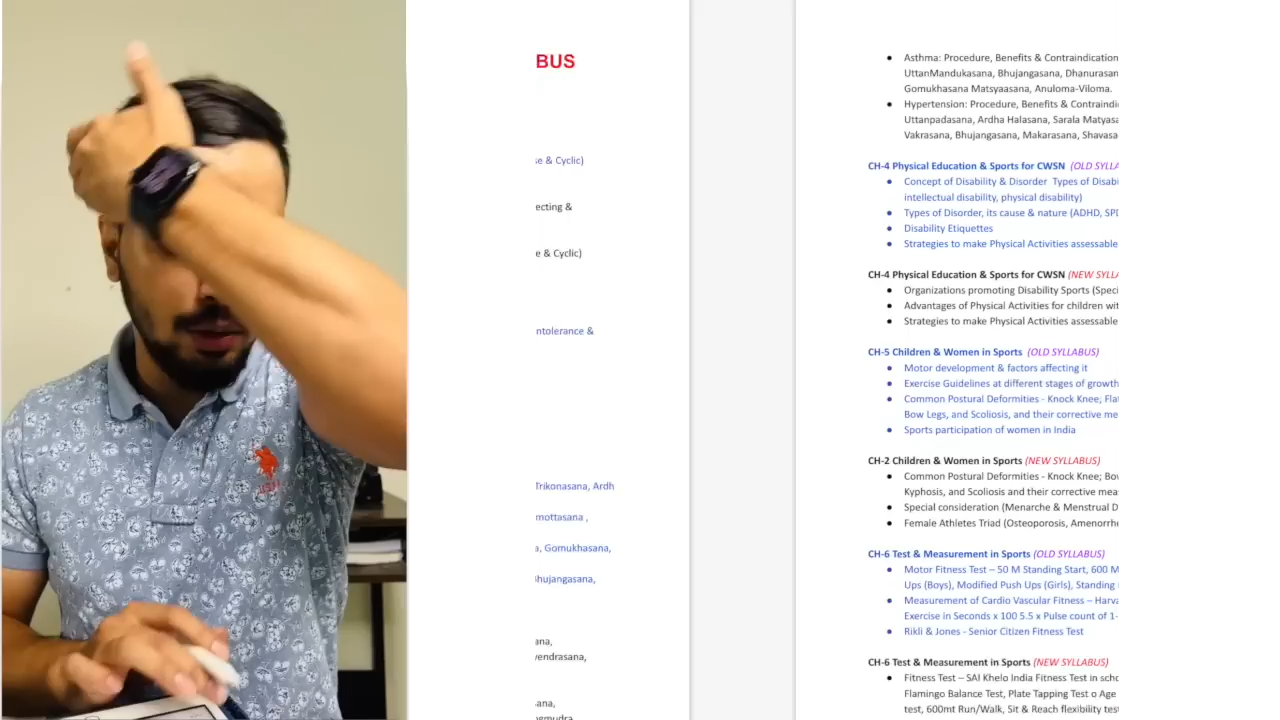 BUS
se & Cyclic)
ecting &
e & Cyclic)
ntolerance &
Trikonasana, Ardh
mottasana ,
a, Gomukhasana,
Bhujangasana,
ana,
vendrasana,
ana,
ogmudra
Asthma: Procedure, Benefits & Contraindication
UttanMandukasana, Bhujangasana, Dhanurasan
Gomukhasana Matsyaasana, Anuloma-Viloma.
Hypertension: Procedure, Benefits & Contraindi
Uttanpadasana, Ardha Halasana, Sarala Matyasa
Vakrasana, Bhujangasana, Makarasana, Shavasa
CH-4 Physical Education & Sports for CWSN (OLD SYLLA
Concept of Disability & Disorder Types of Disabi
intellectual disability, physical disability)
Types of Disorder, its cause & nature (ADHD, SPD
Disability Etiquettes
Strategies to make Physical Activities assessable
CH-4 Physical Education & Sports for CWSN (NEW SYLLA
Organizations promoting Disability Sports (Speci
Advantages of Physical Activities for children wit
Strategies to make Physical Activities assessable
CH-5 Children & Women in Sports (OLD SYLLABUS)
Motor development & factors affecting it
Exercise Guidelines at different stages of growth
Common Postural Deformities - Knock Knee; Flat
Bow Legs, and Scoliosis, and their corrective me
Sports participation of women in India
CH-2 Children & Women in Sports (NEW SYLLABUS)
Common Postural Deformities - Knock Knee; Bow
Kyphosis, and Scoliosis and their corrective mea
Special consideration (Menarche & Menstrual D
Female Athletes Triad (Osteoporosis, Amenorrhe
CH-6 Test & Measurement in Sports (OLD SYLLABUS)
Motor Fitness Test – 50 M Standing Start, 600 M
Ups (Boys), Modified Push Ups (Girls), Standing
Measurement of Cardio Vascular Fitness – Harva
Exercise in Seconds x 100 5.5 x Pulse count of 1-
Rikli & Jones - Senior Citizen Fitness Test
CH-6 Test & Measurement in Sports (NEW SYLLABUS)
Fitness Test – SAI Khelo India Fitness Test in scho
Flamingo Balance Test, Plate Tapping Test o Age
test, 600mt Run/Walk, Sit & Reach flexibility test